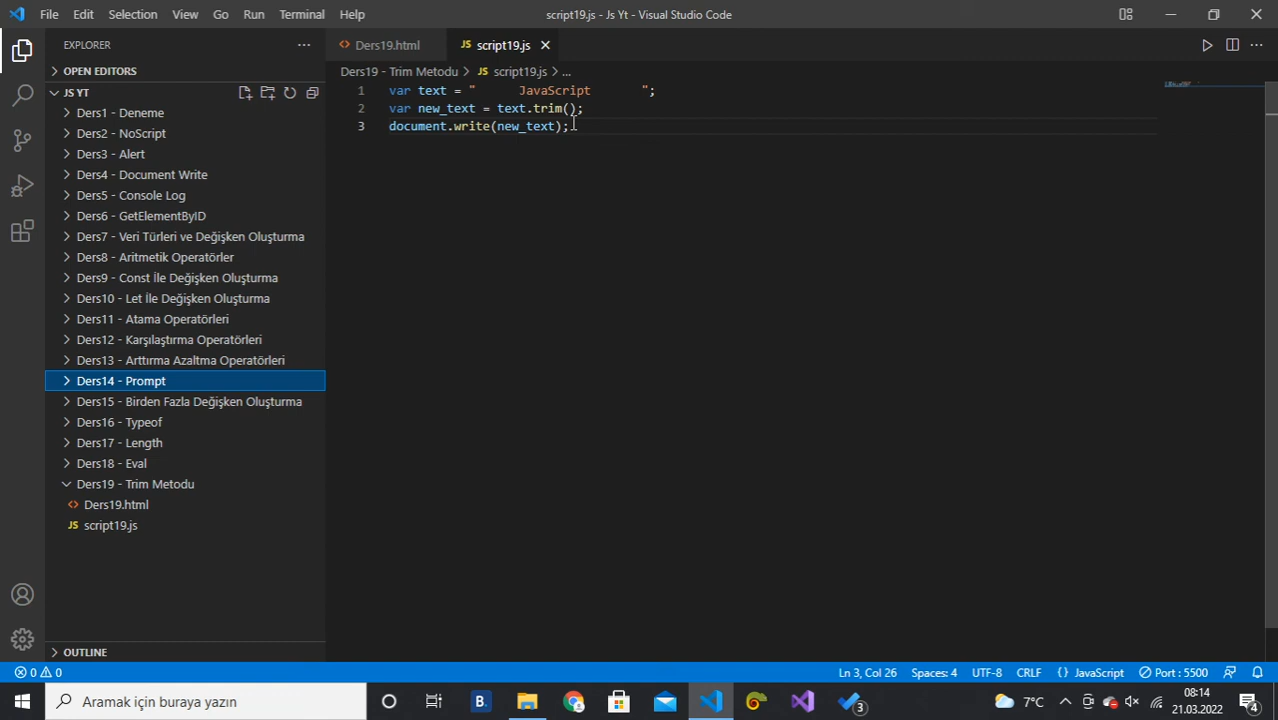 File Edit Selection View Go Run Terminal Help
script19.js - Js Yt - Visual Studio Code
EXPLORER
OPEN EDITORS
JS YT
Ders1 - Deneme
Ders2 - NoScript
Ders3 - Alert
Ders4 - Document Write
Ders5 - Console Log
Ders6 - GetElementByID
Ders7 - Veri Türleri ve Değişken Oluşturma
Ders8 - Aritmetik Operatörler
Ders9 - Const İle Değişken Oluşturma
Ders10 - Let İle Değişken Oluşturma
Ders11 - Atama Operatörleri
Ders12 - Karşılaştırma Operatörleri
Ders13 - Arttırma Azaltma Operatörleri
Ders14 - Prompt
Ders15 - Birden Fazla Değişken Oluşturma
Ders16 - Typeof
Ders17 - Length
Ders18 - Eval
Ders19 - Trim Metodu
Ders19.html
JS script19.js
OUTLINE
Ders19.html JS script19.js
Ders19 - Trim Metodu > JS script19.js > ...
1 var text = "      JavaScript       ";
2 var new_text = text.trim();
3 document.write(new_text);
0 0
Ln 3, Col 26 Spaces: 4 UTF-8 CRLF {} JavaScript Port : 5500
Aramak için buraya yazın
B.
3
7°C
08:14
21.03.2022
4